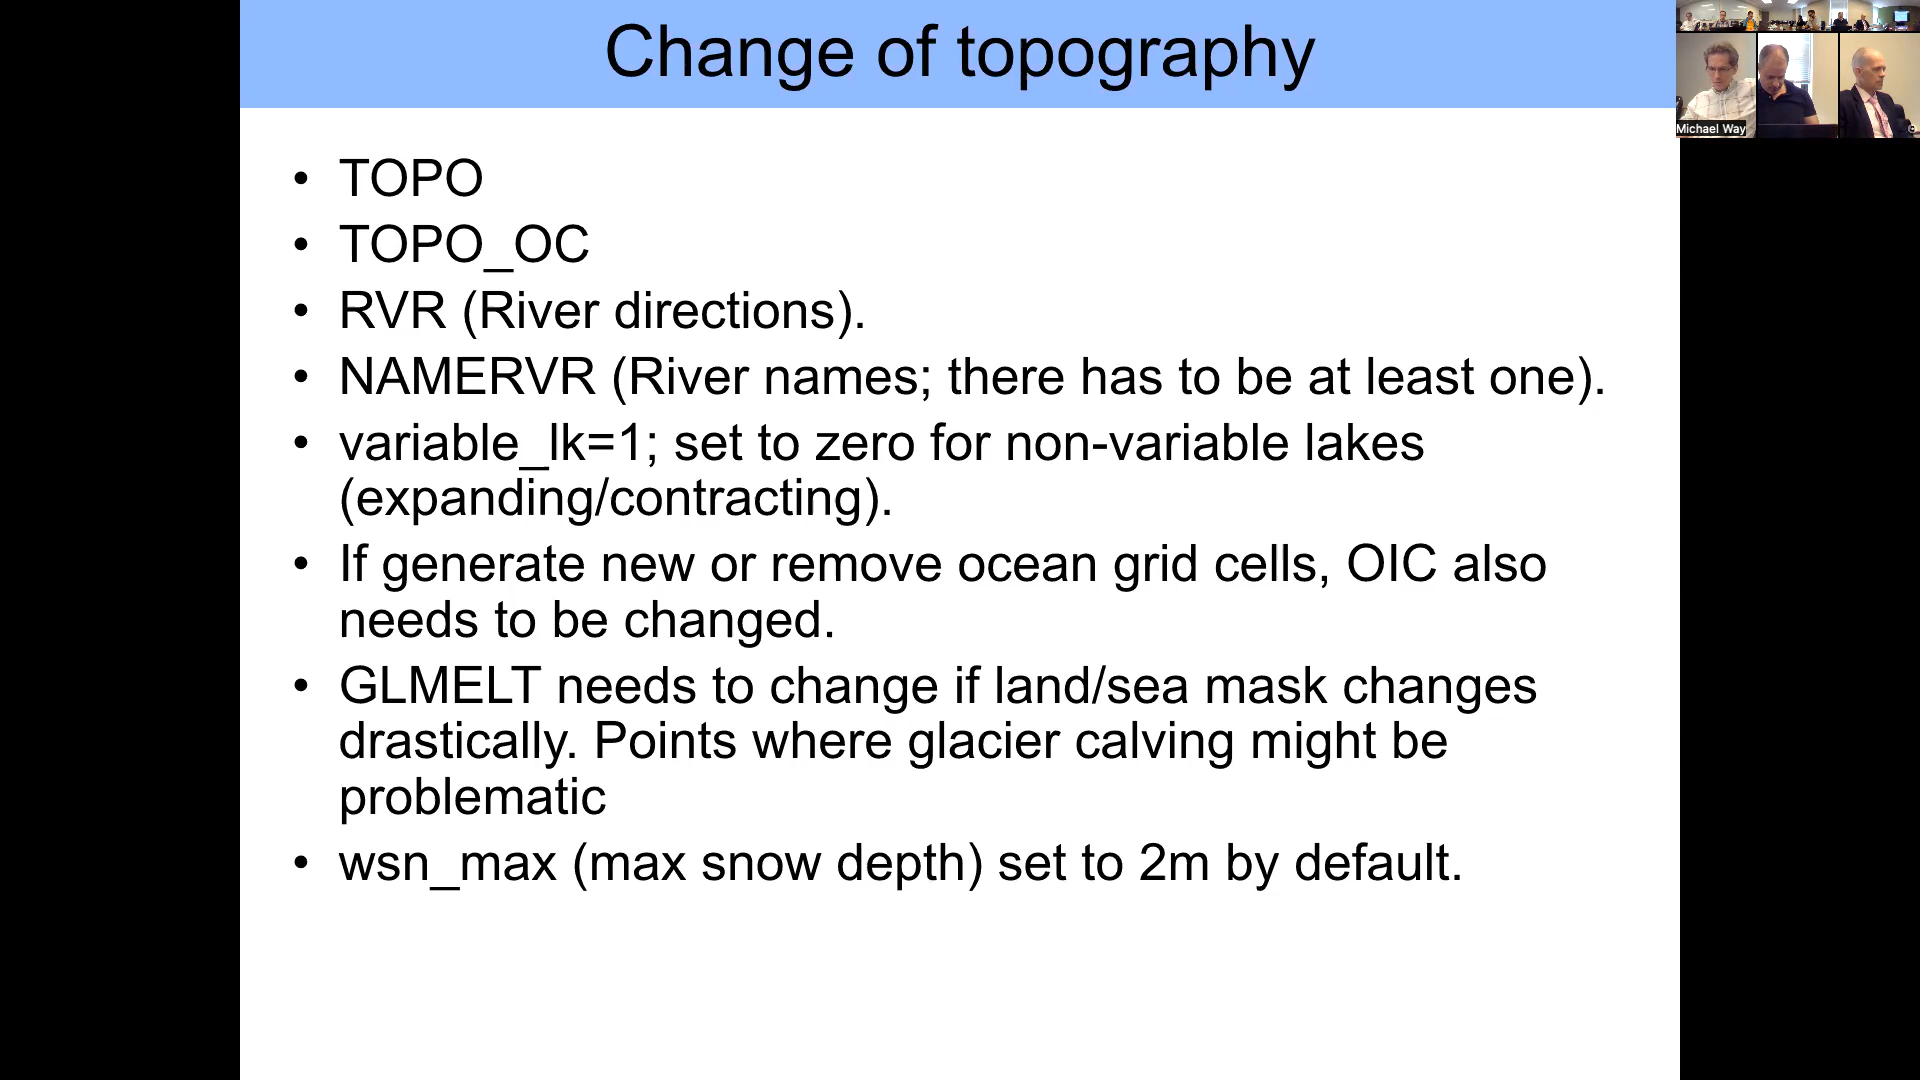 Change of topography
Michael Way
• TOPO
• TOPO_OC
• RVR (River directions).
• NAMERVR (River names; there has to be at least one).
• variable_lk=1; set to zero for non-variable lakes
(expanding/contracting).
• If generate new or remove ocean grid cells, OIC also
needs to be changed.
• GLMELT needs to change if land/sea mask changes
drastically. Points where glacier calving might be
problematic
• wsn_max (max snow depth) set to 2m by default.